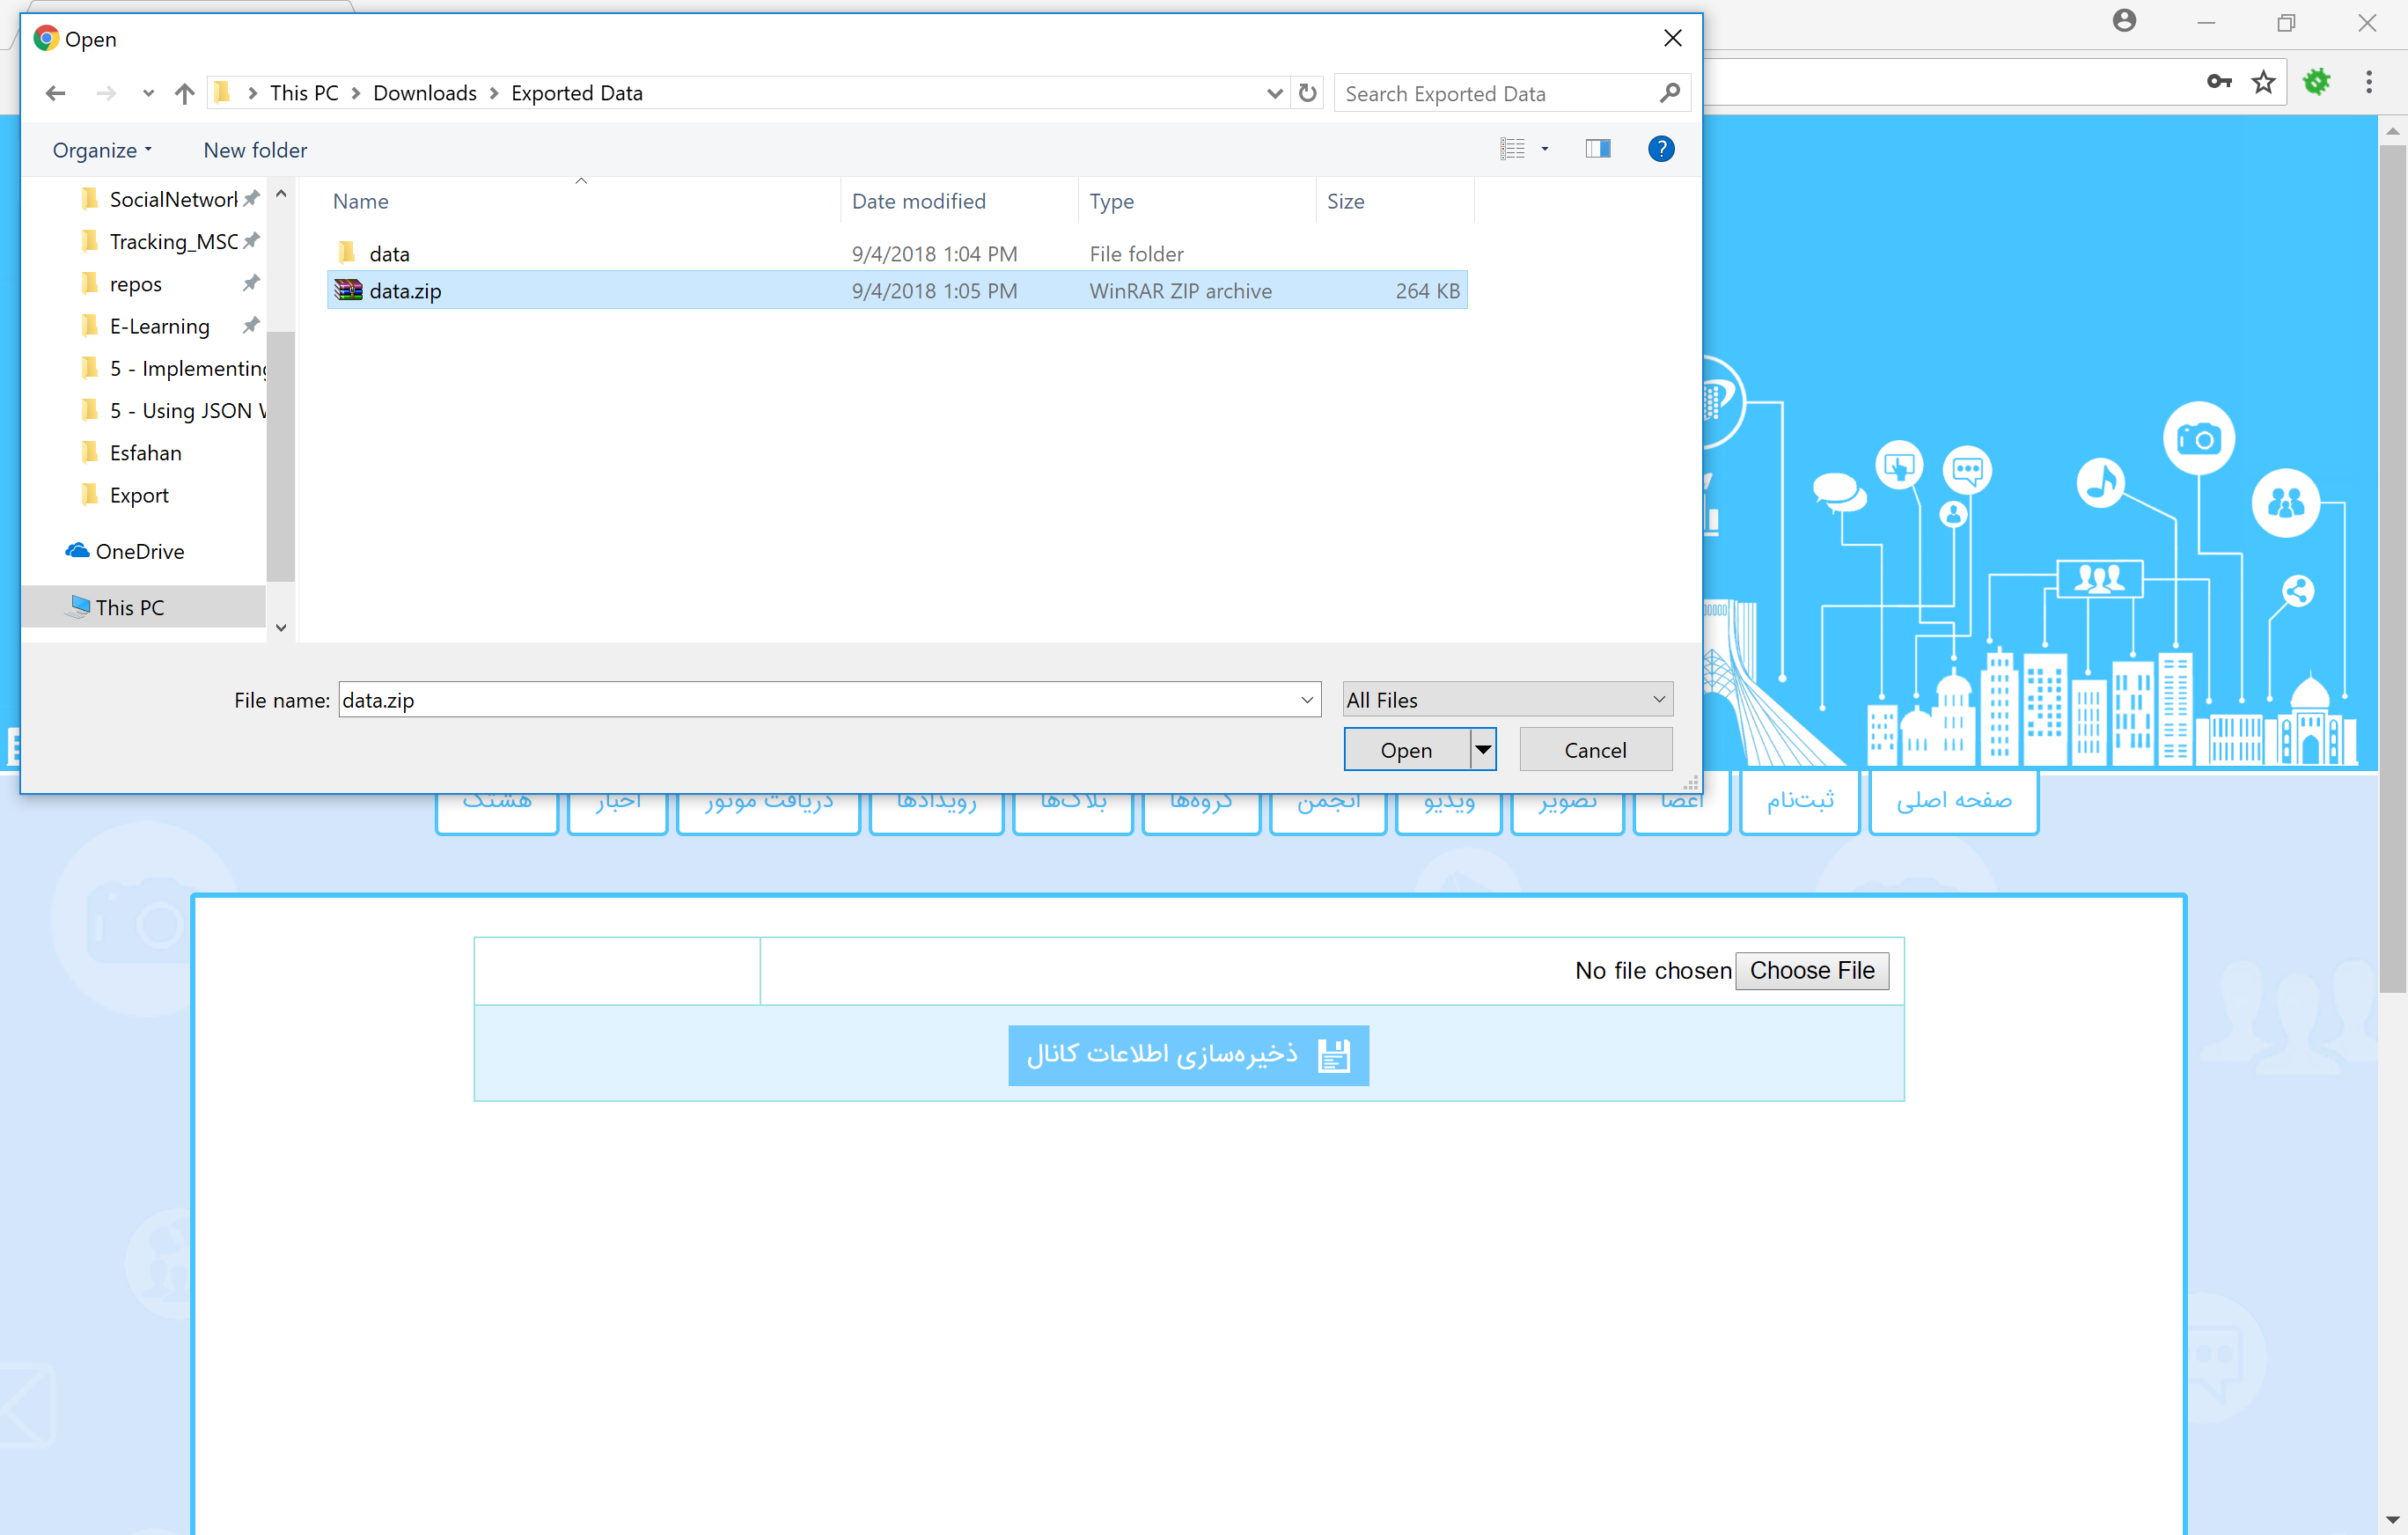 Open
This PC > Downloads > Exported Data
Search Exported Data
Organize
New folder
Name
Date modified
Type
Size
SocialNetwork
Tracking_MSC
repos
E-Learning
5 - Implementing
5 - Using JSON
Esfahan
Export
OneDrive
This PC
data 9/4/2018 1:04 PM File folder
data.zip 9/4/2018 1:05 PM WinRAR ZIP archive 264 KB
File name: data.zip
All Files
Open
Cancel
صفحه اصلی ثبت‌نام اعضا تصویر ویدیو انجمن گروه‌ها بلاگ‌ها رویدادها دریافت موتور اخبار هشتگ
No file chosen Choose File
ذخیره‌سازی اطلاعات کانال